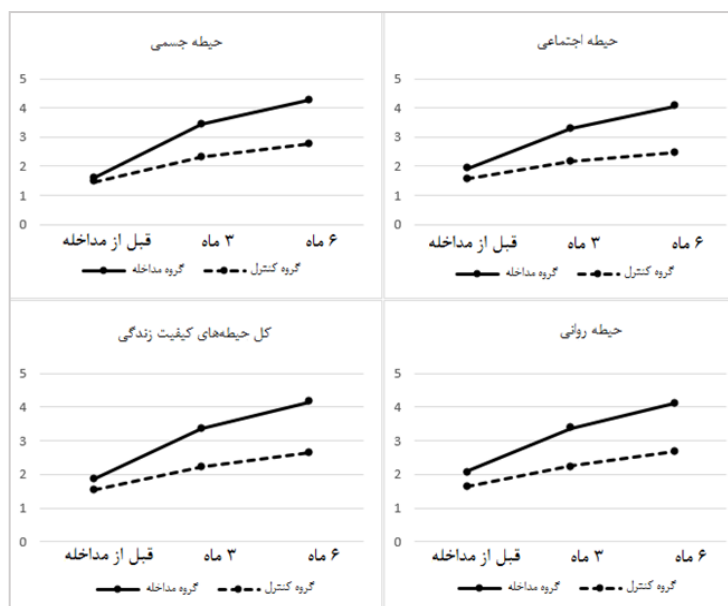 حیطه جسمی
5
4
3
2
1
0
قبل از مداخله ۳ ماه ۶ ماه
گروه مداخله گروه کنترل
حیطه اجتماعی
5
4
3
2
1
0
قبل از مداخله ۳ ماه ۶ ماه
گروه مداخله گروه کنترل
کل حیطه‌های کیفیت زندگی
5
4
3
2
1
0
قبل از مداخله ۳ ماه ۶ ماه
گروه مداخله گروه کنترل
حیطه روانی
5
4
3
2
1
0
قبل از مداخله ۳ ماه ۶ ماه
گروه مداخله گروه کنترل